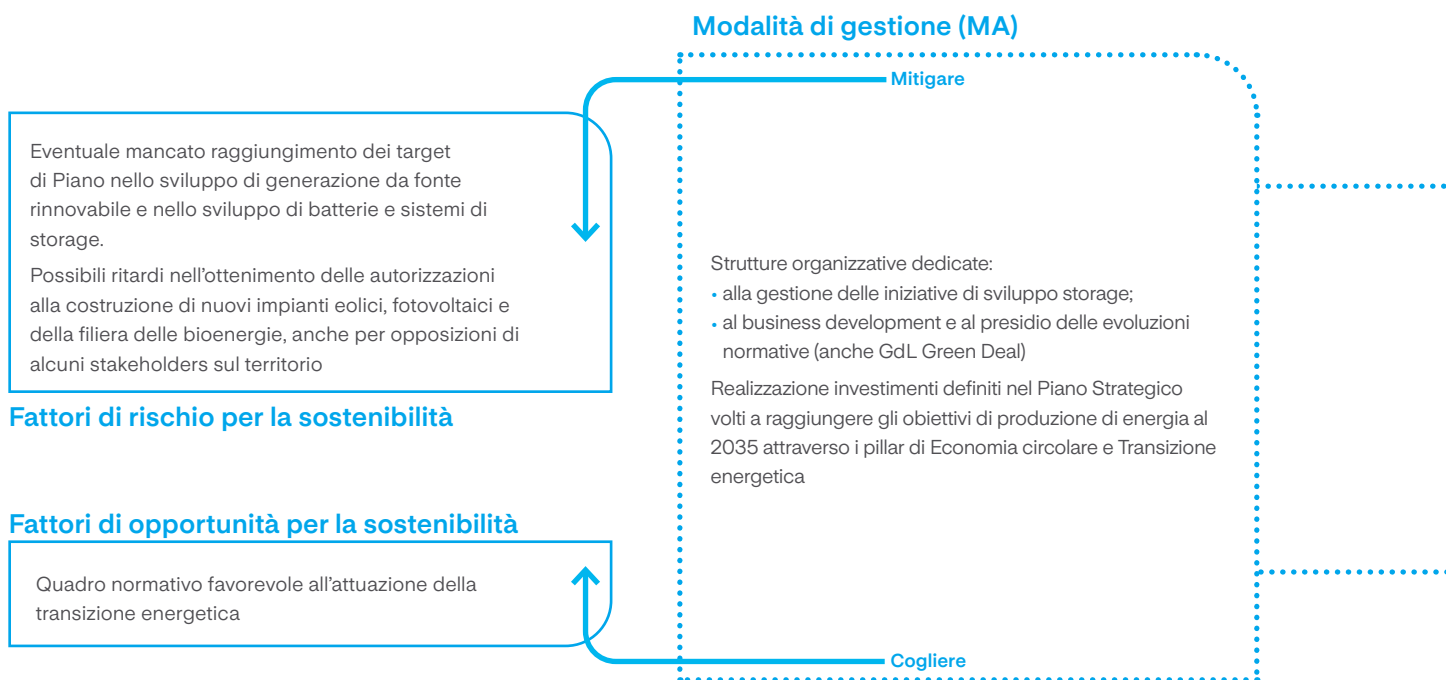 Modalità di gestione (MA)
Mitigare
Eventuale mancato raggiungimento dei target
di Piano nello sviluppo di generazione da fonte
rinnovabile e nello sviluppo di batterie e sistemi di
storage.
Possibili ritardi nell'ottenimento delle autorizzazioni
alla costruzione di nuovi impianti eolici, fotovoltaici e
della filiera delle bioenergie, anche per opposizioni di
alcuni stakeholders sul territorio
Fattori di rischio per la sostenibilità
Strutture organizzative dedicate:
• alla gestione delle iniziative di sviluppo storage;
• al business development e al presidio delle evoluzioni
normative (anche GdL Green Deal)
Realizzazione investimenti definiti nel Piano Strategico
volti a raggiungere gli obiettivi di produzione di energia al
2035 attraverso i pillar di Economia circolare e Transizione
energetica
Fattori di opportunità per la sostenibilità
Quadro normativo favorevole all'attuazione della
transizione energetica
Cogliere